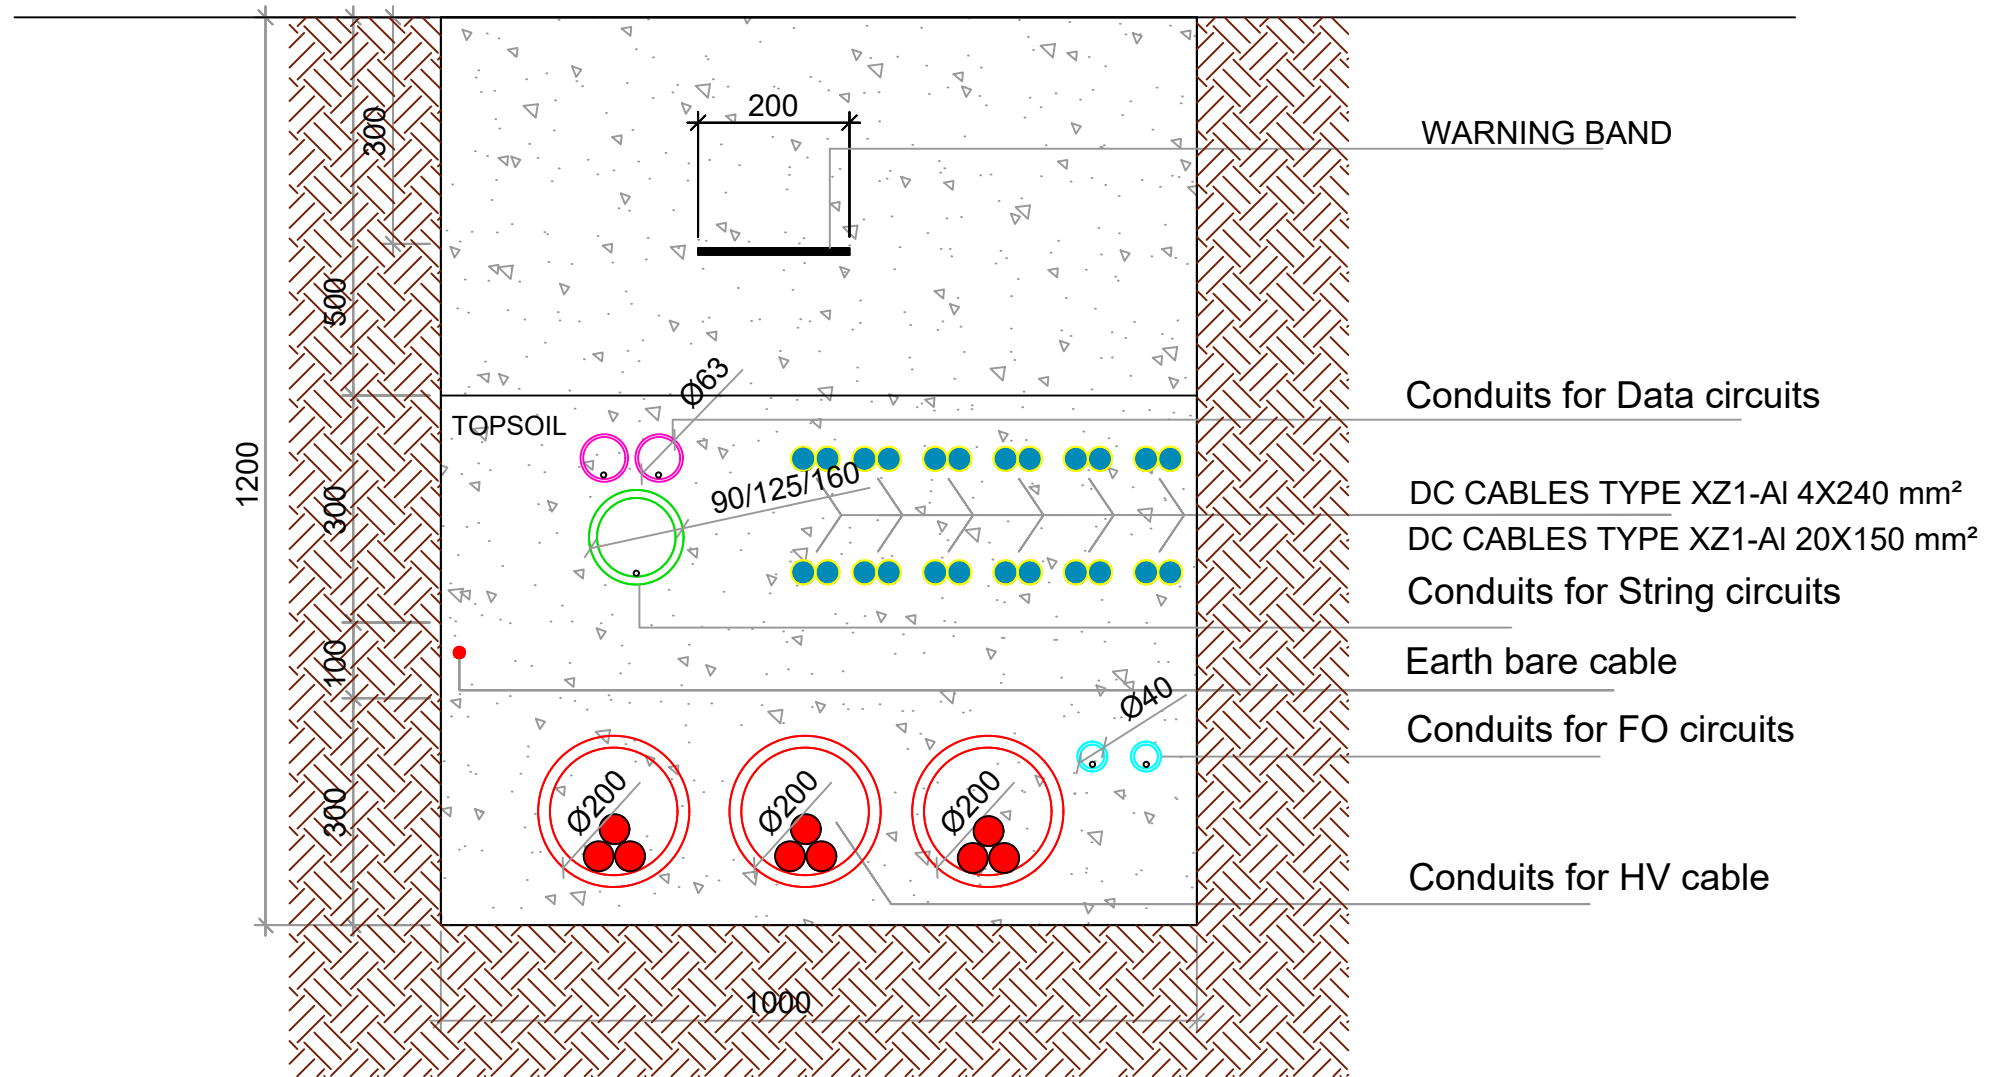 200
300
WARNING BAND
500
Ø63
Conduits for Data circuits
TOPSOIL
1200
300
90/125/160
DC CABLES TYPE XZ1-Al 4X240 mm²
DC CABLES TYPE XZ1-Al 20X150 mm²
Conduits for String circuits
100
Earth bare cable
Ø40
Conduits for FO circuits
300
Ø200
Ø200
Ø200
Conduits for HV cable
1000